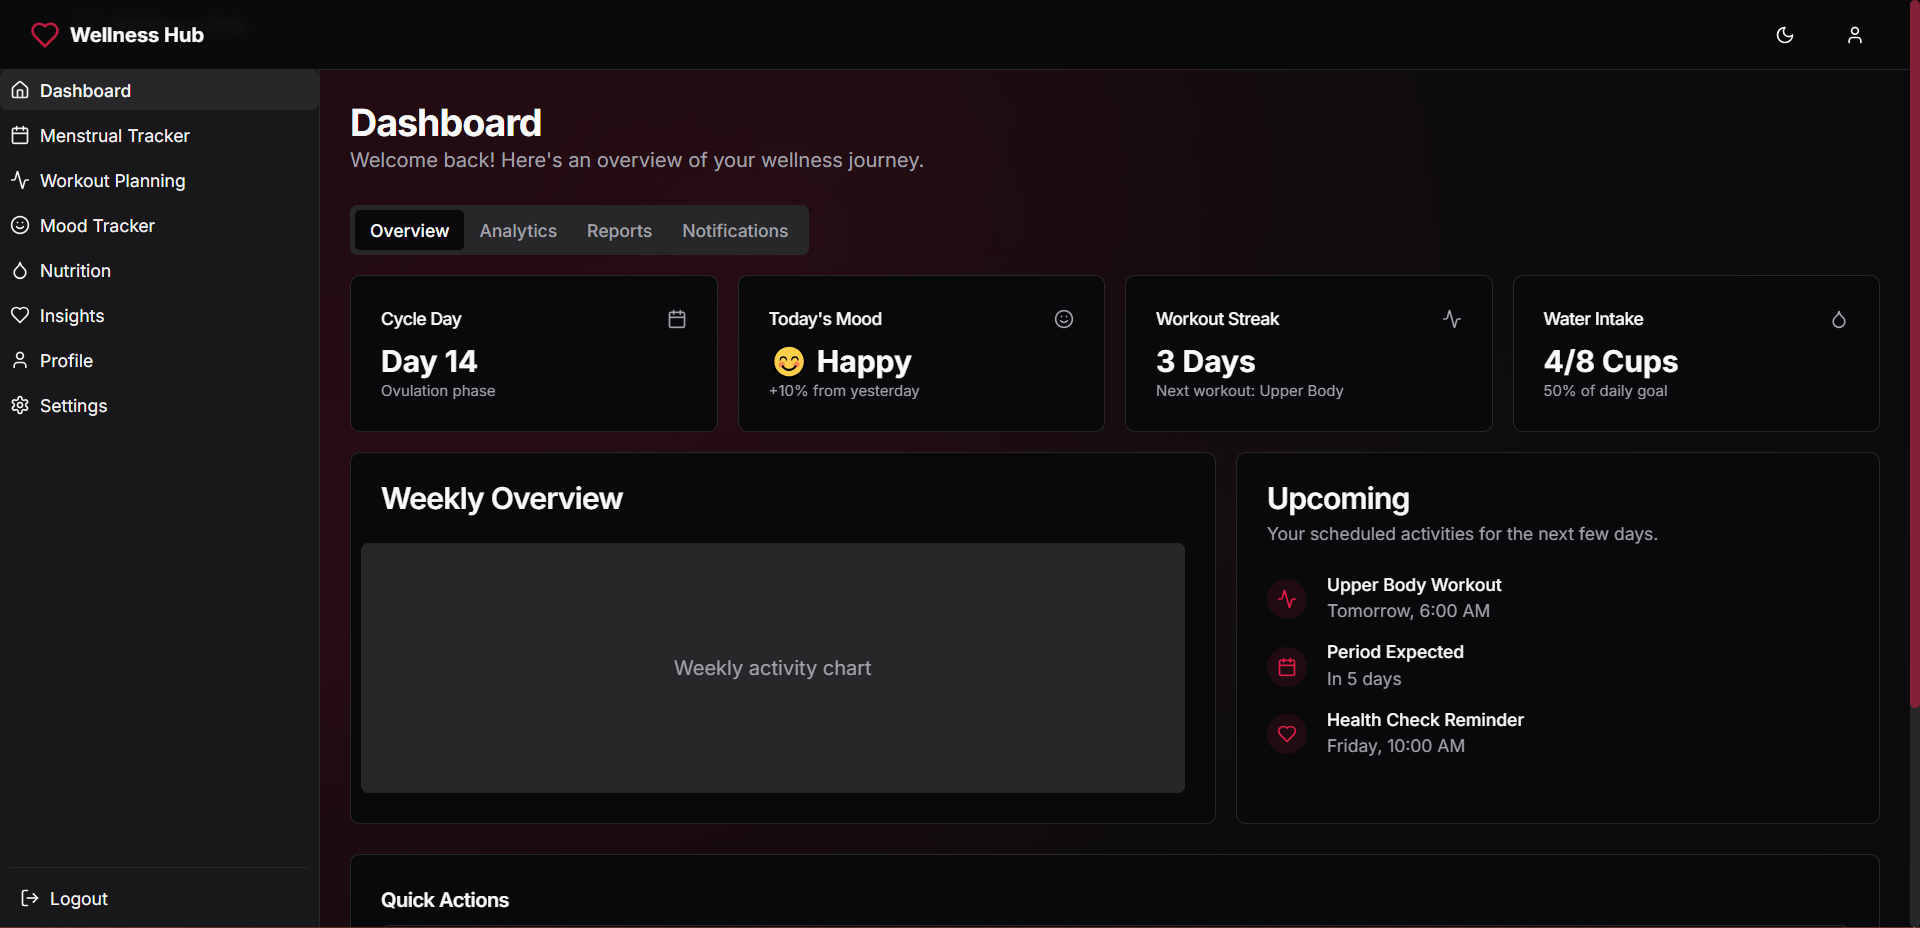 Wellness Hub
Dashboard
Menstrual Tracker
Workout Planning
Mood Tracker
Nutrition
Insights
Profile
Settings
Logout
Dashboard
Welcome back! Here's an overview of your wellness journey.
Overview Analytics Reports Notifications
Cycle Day
Day 14
Ovulation phase
Today's Mood
😊 Happy
+10% from yesterday
Workout Streak
3 Days
Next workout: Upper Body
Water Intake
4/8 Cups
50% of daily goal
Weekly Overview
Weekly activity chart
Upcoming
Your scheduled activities for the next few days.
Upper Body Workout
Tomorrow, 6:00 AM
Period Expected
In 5 days
Health Check Reminder
Friday, 10:00 AM
Quick Actions